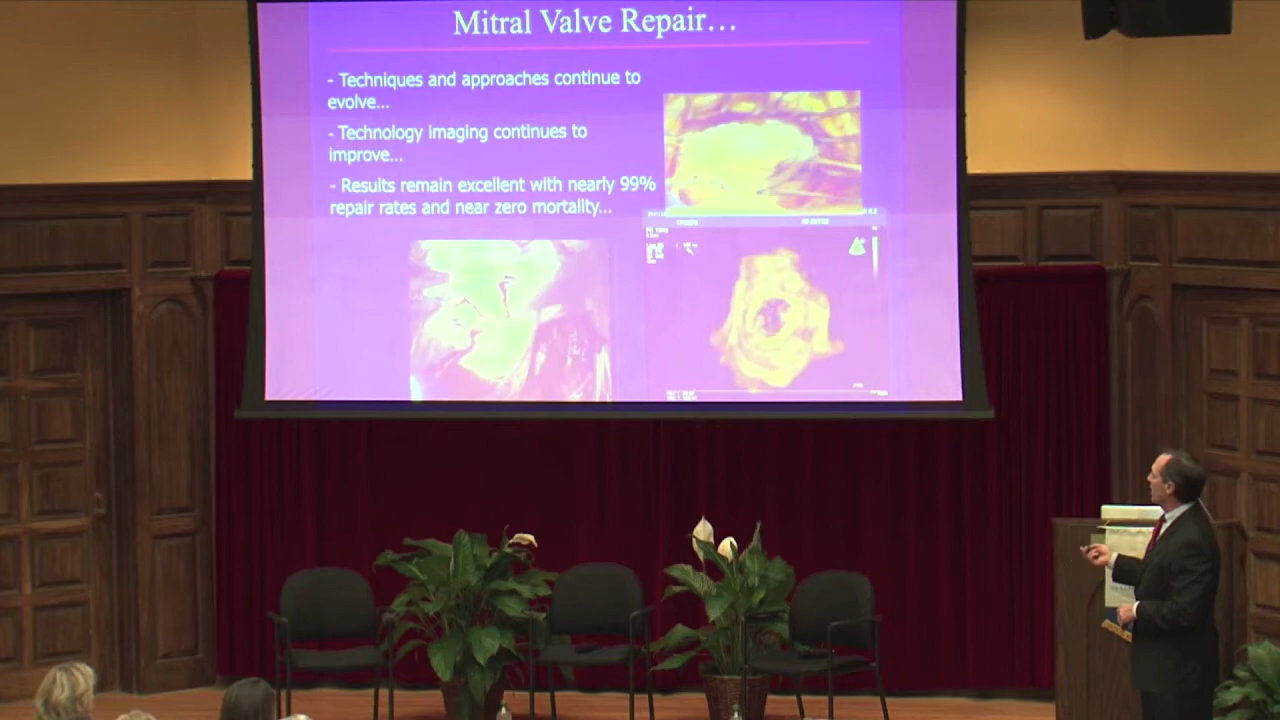 Mitral Valve Repair…
- Techniques and approaches continue to
evolve…
- Technology imaging continues to
improve…
- Results remain excellent with nearly 99%
repair rates and near zero mortality…